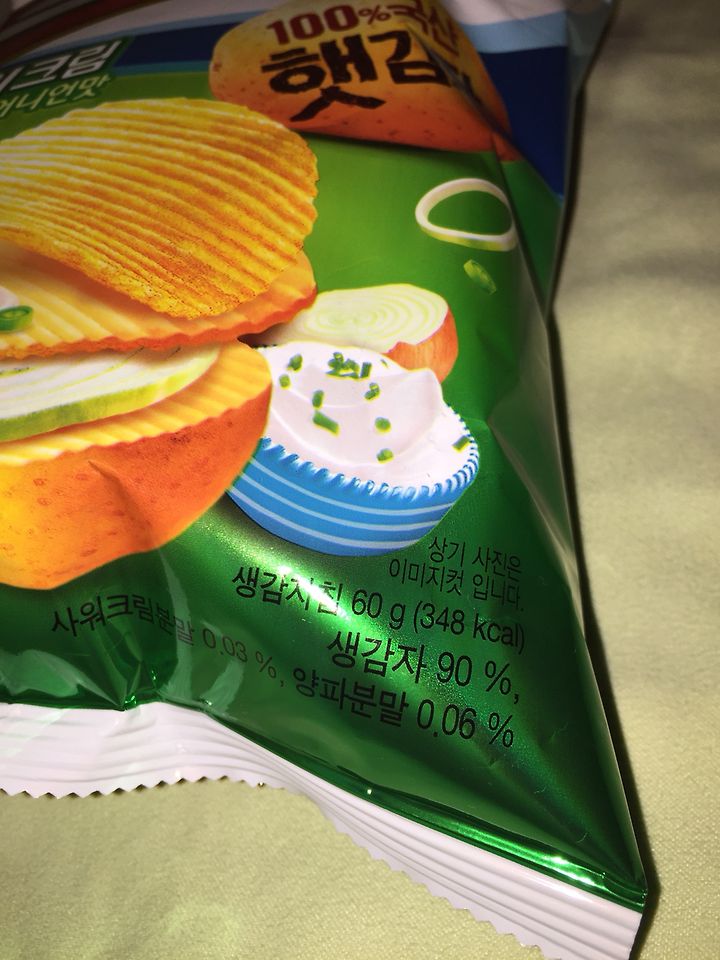 100%국산
햇감
크림
어니언맛
상기 사진은
이미지컷 입니다.
생감자칩 60 g (348 kcal)
생감자 90 %,
사워크림분말 0.03 %, 양파분말 0.06 %